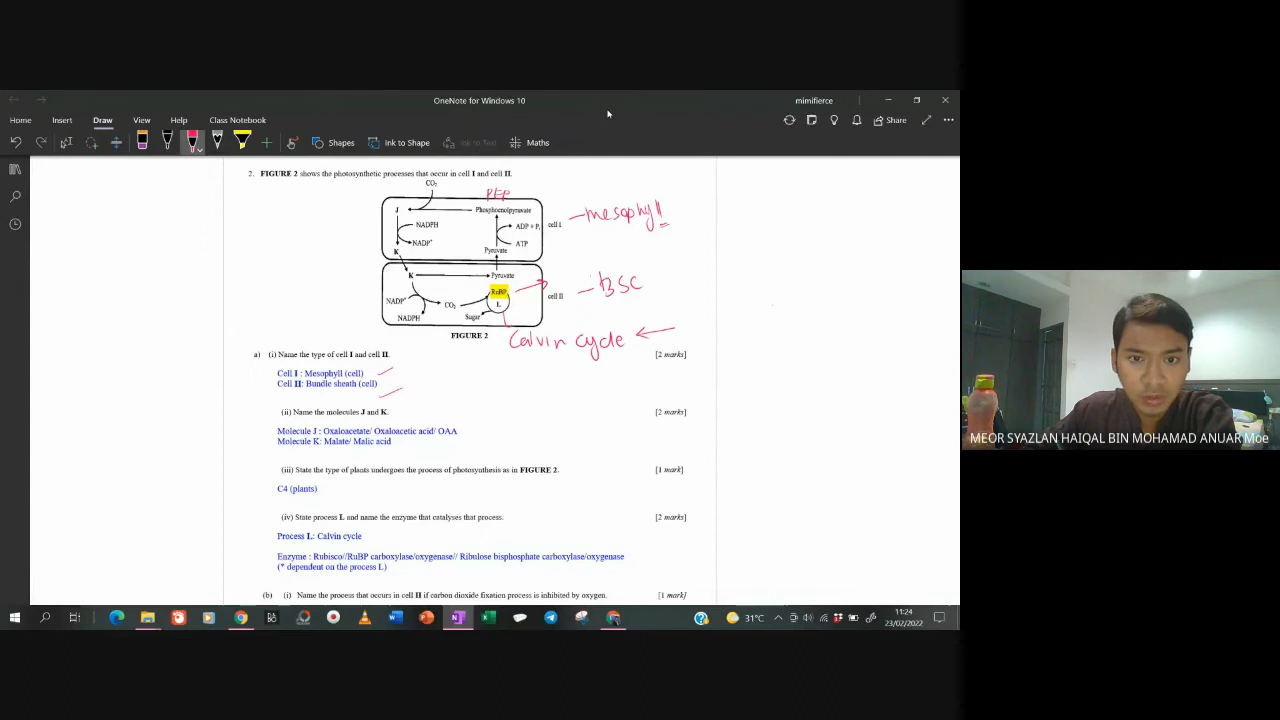 OneNote for Windows 10
mimifierce
Home Insert Draw View Help Class Notebook
Share
Shapes Ink to Shape Ink to Text Maths
2. FIGURE 2 shows the photosynthetic processes that occur in cell I and cell II.
CO₂
PEP
J Phosphoenolpyruvate
mesophyll
NADPH ADP + Pᵢ cell I
NADP⁺ ATP
K Pyruvate
K Pyruvate
RuBP BSC
NADP⁺ CO₂ L cell II
NADPH Sugar
FIGURE 2
Calvin cycle
a) (i) Name the type of cell I and cell II. [2 marks]
Cell I : Mesophyll (cell)
Cell II: Bundle sheath (cell)
(ii) Name the molecules J and K. [2 marks]
Molecule J : Oxaloacetate/ Oxaloacetic acid/ OAA
Molecule K: Malate/ Malic acid
(iii) State the type of plants undergoes the process of photosynthesis as in FIGURE 2. [1 mark]
C4 (plants)
(iv) State process L and name the enzyme that catalyses that process. [2 marks]
Process L: Calvin cycle
Enzyme : Rubisco//RuBP carboxylase/oxygenase// Ribulose bisphosphate carboxylase/oxygenase
(* dependent on the process L)
(b) (i) Name the process that occurs in cell II if carbon dioxide fixation process is inhibited by oxygen. [1 mark]
MEOR SYAZLAN HAIQAL BIN MOHAMAD ANUAR Moe
31°C
11:24
23/02/2022